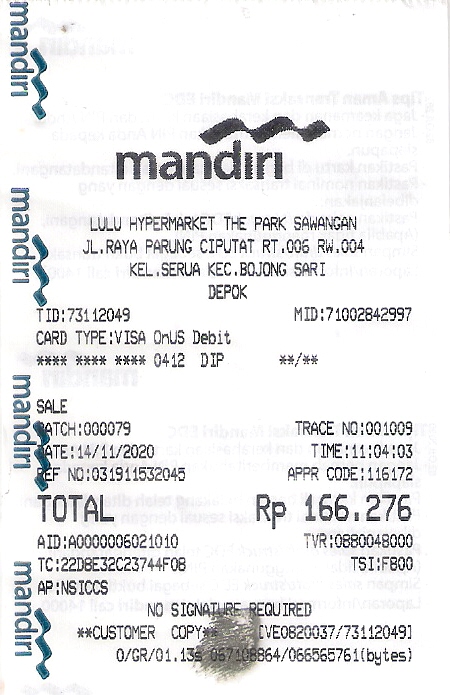 mandiri
mandiri
LULU HYPERMARKET THE PARK SAWANGAN
JL.RAYA PARUNG CIPUTAT RT.006 RW.004
KEL.SERUA KEC.BOJONG SARI
DEPOK
TID:73112049 MID:71002842997
CARD TYPE:VISA OnUS Debit
**** **** **** 0412 DIP **/**
mandiri
SALE
BATCH:000079 TRACE NO:001009
DATE:14/11/2020 TIME:11:04:03
REF NO:031911532045 APPR CODE:116172
mandiri
TOTAL Rp 166.276
AID:A0000006021010 TVR:0880048000
TC:22D8E32C23744F08 TSI:F800
AP:NSICCS
NO SIGNATURE REQUIRED
**CUSTOMER COPY** [VE0820037/73112049]
mandiri
0/GR/01.13s 067108864/066565761(bytes)